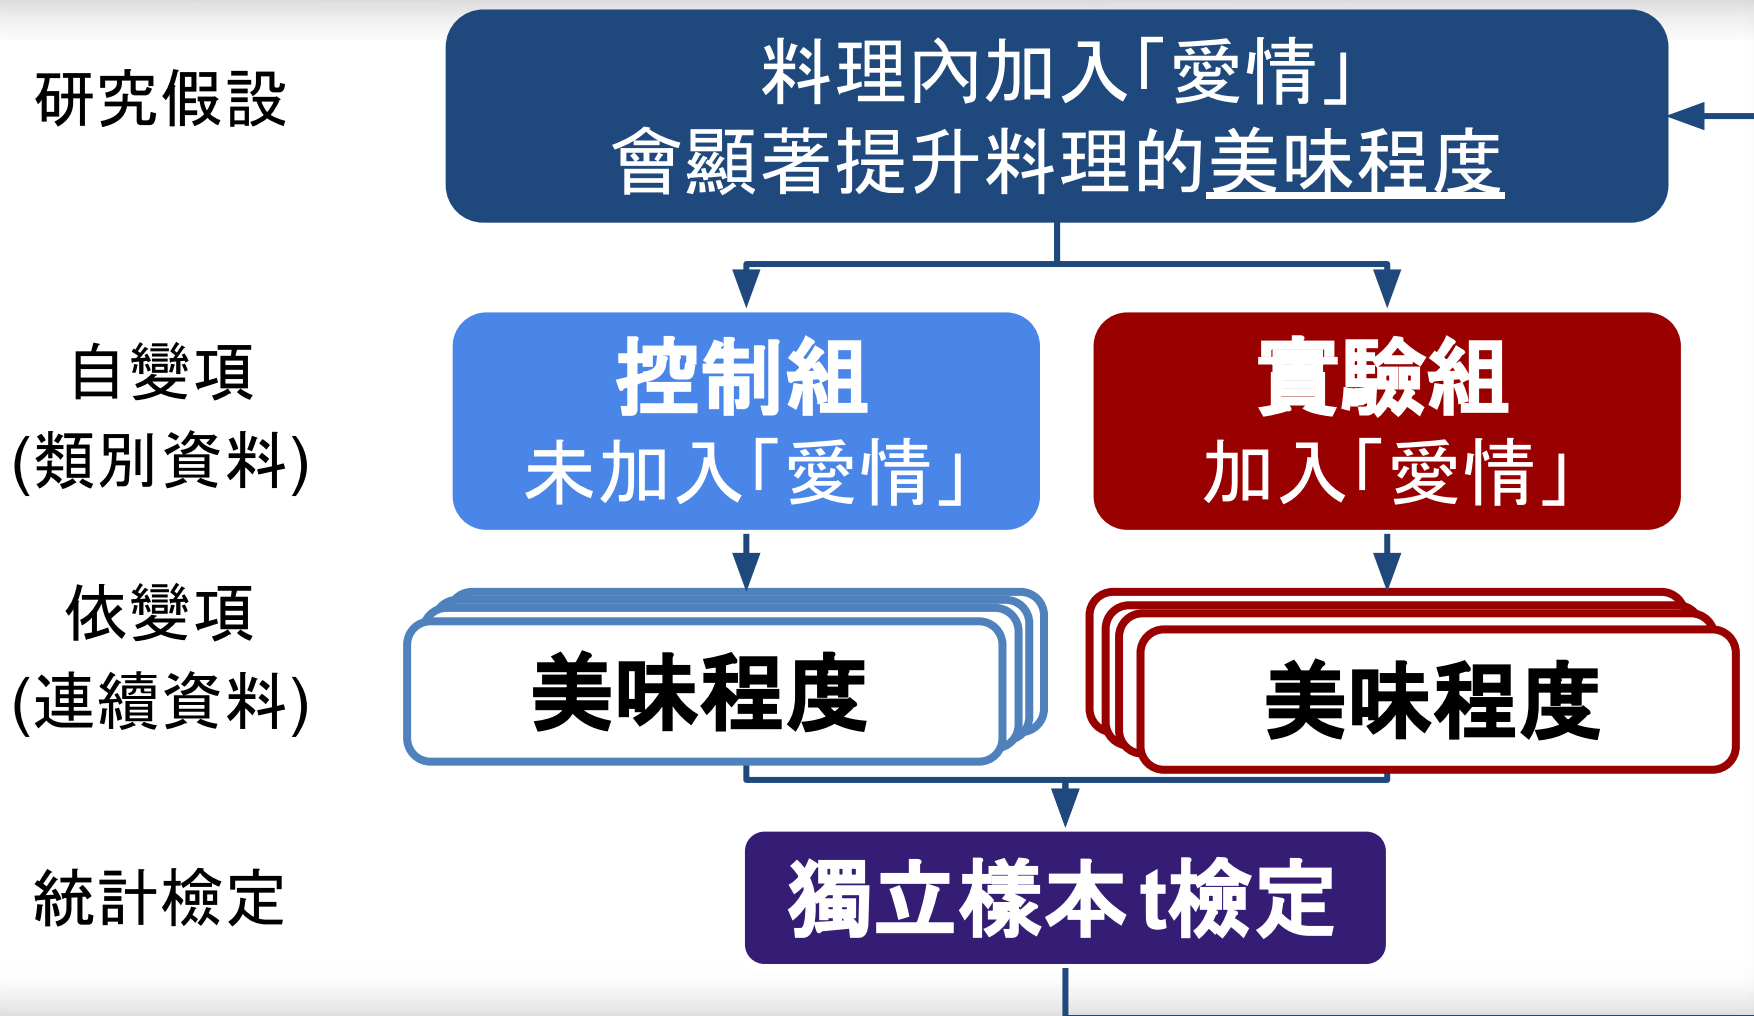 研究假設
料理內加入「愛情」
會顯著提升料理的美味程度
自變項
(類別資料)
控制組
未加入「愛情」
實驗組
加入「愛情」
依變項
(連續資料)
美味程度
美味程度
統計檢定
獨立樣本t檢定